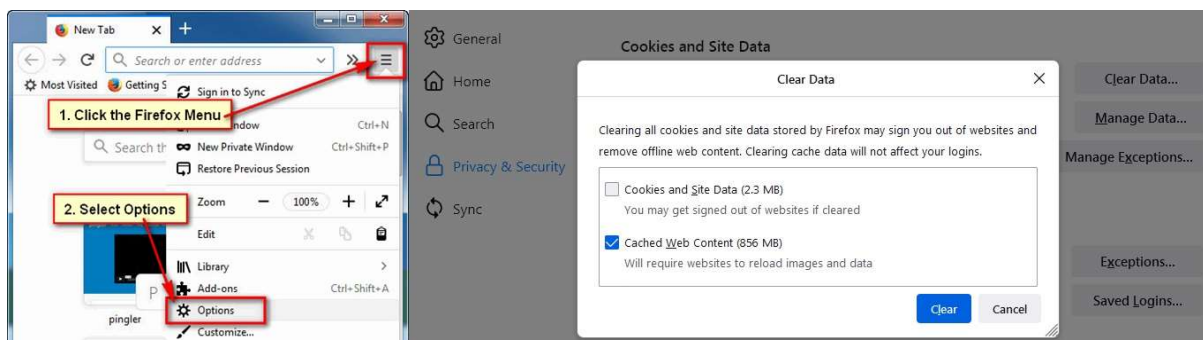 New Tab
Search or enter address
Most Visited
Getting S
Sign in to Sync
1. Click the Firefox Menu
ndow Ctrl+N
Search th
New Private Window Ctrl+Shift+P
Restore Previous Session
Zoom 100%
2. Select Options
Edit
Library
Add-ons Ctrl+Shift+A
P
Options
pingler
Customize...
General
Home
Search
Privacy & Security
Sync
Cookies and Site Data
Clear Data...
Manage Data...
Manage Exceptions...
Exceptions...
Saved Logins...
Clear Data
Clearing all cookies and site data stored by Firefox may sign you out of websites and
remove offline web content. Clearing cache data will not affect your logins.
Cookies and Site Data (2.3 MB)
You may get signed out of websites if cleared
Cached Web Content (856 MB)
Will require websites to reload images and data
Clear Cancel